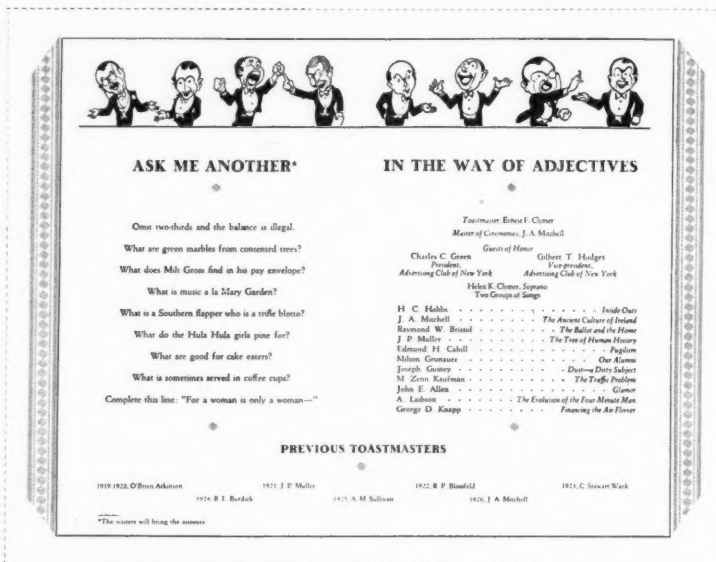 ASK ME ANOTHER*
Omit two-thirds and the balance is illegal.
What are green marbles from contented trees?
What does Milt Gross find in his pay envelope?
What is music a la Mary Garden?
What is a Southern flapper who is a trifle blotto?
What do the Hula Hula girls pine for?
What are good for cake eaters?
What is sometimes served in coffee cups?
Complete this line: "For a woman is only a woman—"
IN THE WAY OF ADJECTIVES
Toastmaster, Ernest F. Clymer
Master of Ceremonies, J. A. Mitchell
Guests of Honor
Charles C. Green Gilbert T. Hodges
President, Vice-president,
Advertising Club of New York Advertising Club of New York
Helen K. Clymer, Soprano
Two Groups of Songs
H. C. Hobbs - - - Inside Outs
J. A. Mitchell - - - The Ancient Culture of Ireland
Raymond W. Bristol - - - The Ballot and the Home
J. P. Muller - - - The Tree of Human History
Edmund H. Cahill - - - Pugilism
Milton Grunauer - - - Our Alumni
Joseph - - - Dust—a Dirty Subject
M. Zenn Kaufman - - - The Traffic Problem
John E. Allen - - - Glamor
A. - - - The Evolution of the Four-Minute Man
George D. Knapp - - - Financing the Air Flivver
PREVIOUS TOASTMASTERS
1919-1920, O'Brien Atkinson 1921, J. P. Muller 1922, R. P. 1923, C. Stewart Wark
1924, R. E. Burdick 1925, A. M. Sullivan 1926, J. A. Mitchell
*The waiters will bring the answers